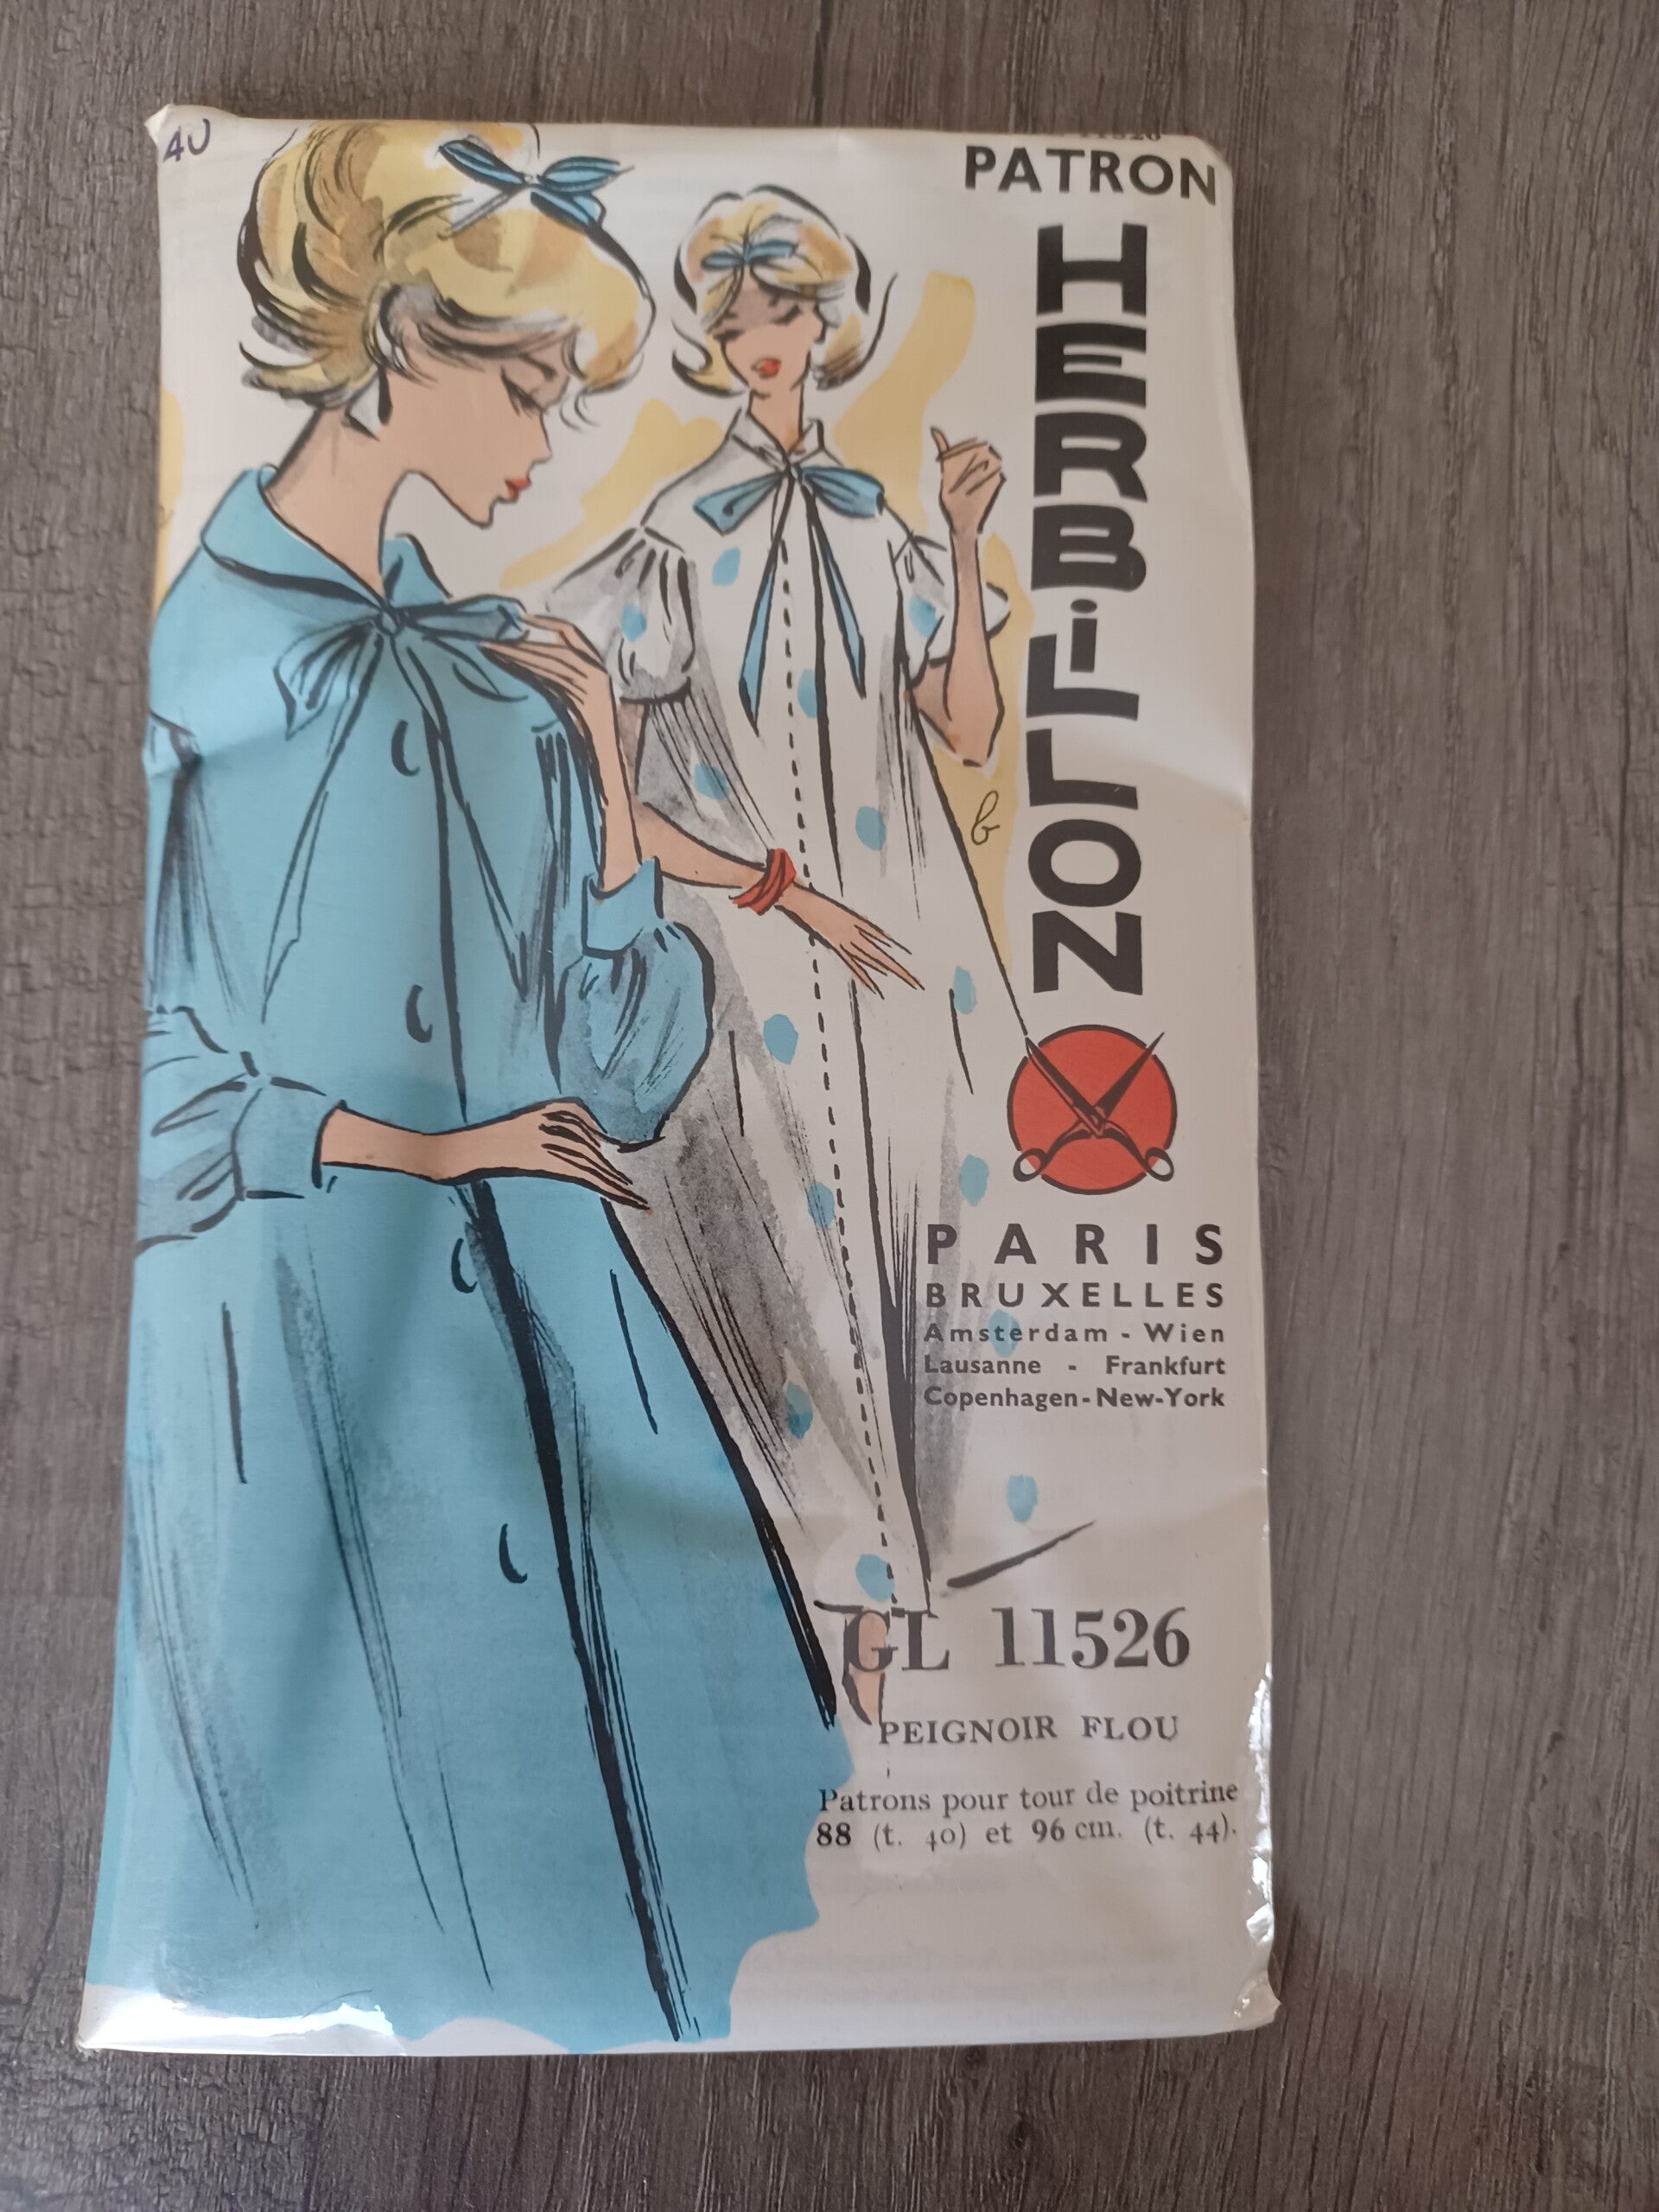 40
11526
PATRON
HERBiLLON
b
PARIS
BRUXELLES
Amsterdam - Wien
Lausanne - Frankfurt
Copenhagen - New-York
GL 11526
PEIGNOIR FLOU
Patrons pour tour de poitrine
88 (t. 40) et 96 cm. (t. 44).